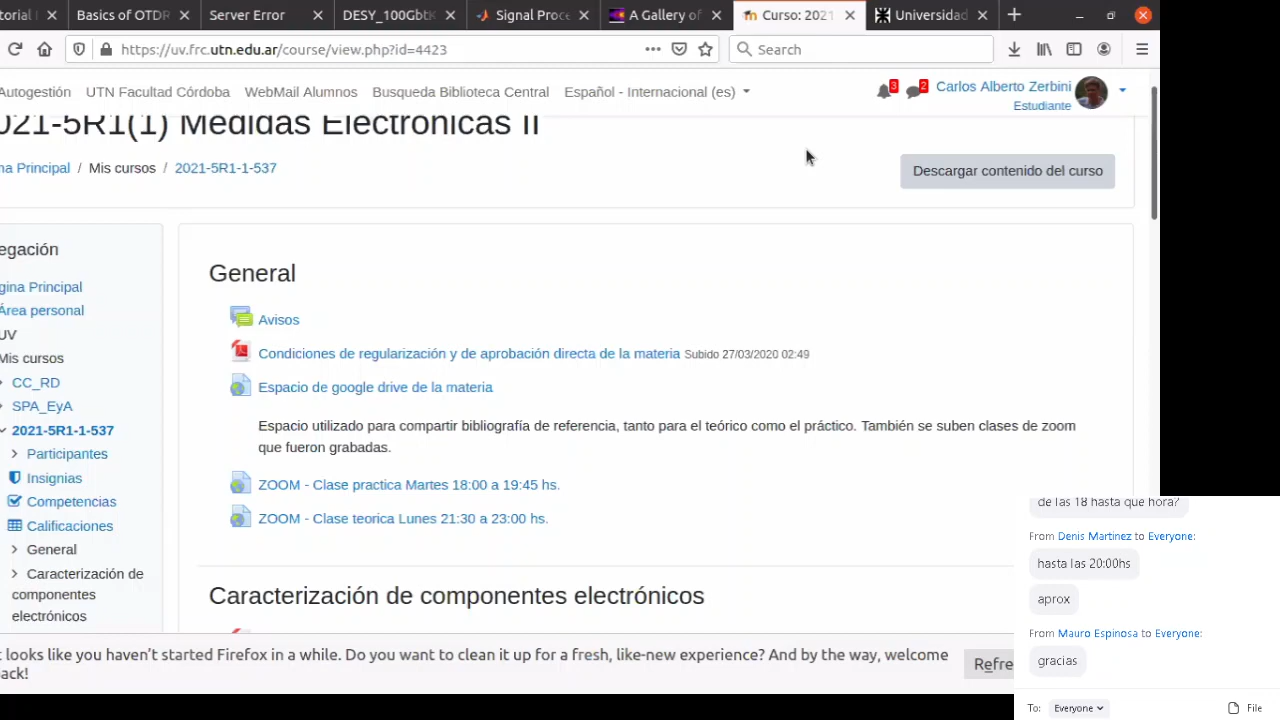 torial
Basics of OTDR
Server Error
DESY_100Gbt
Signal Proce
A Gallery of
Curso: 2021
Universidad
https://uv.frc.utn.edu.ar/course/view.php?id=4423
Search
Autogestión
UTN Facultad Córdoba
WebMail Alumnos
Busqueda Biblioteca Central
Español - Internacional (es)
3
2
Carlos Alberto Zerbini
Estudiante
021-5R1(1) Medidas Electrónicas II
na Principal / Mis cursos / 2021-5R1-1-537
Descargar contenido del curso
egación
gina Principal
Área personal
UV
Mis cursos
CC_RD
SPA_EyA
2021-5R1-1-537
Participantes
Insignias
Competencias
Calificaciones
General
Caracterización de
componentes
electrónicos
General
Avisos
Condiciones de regularización y de aprobación directa de la materia Subido 27/03/2020 02:49
Espacio de google drive de la materia
Espacio utilizado para compartir bibliografía de referencia, tanto para el teórico como el práctico. También se suben clases de zoom
que fueron grabadas.
ZOOM - Clase practica Martes 18:00 a 19:45 hs.
ZOOM - Clase teorica Lunes 21:30 a 23:00 hs.
Caracterización de componentes electrónicos
t looks like you haven't started Firefox in a while. Do you want to clean it up for a fresh, like-new experience? And by the way, welcome
back!
Refre
de las 18 hasta que hora?
From Denis Martinez to Everyone:
hasta las 20:00hs
aprox
From Mauro Espinosa to Everyone:
gracias
To: Everyone
File